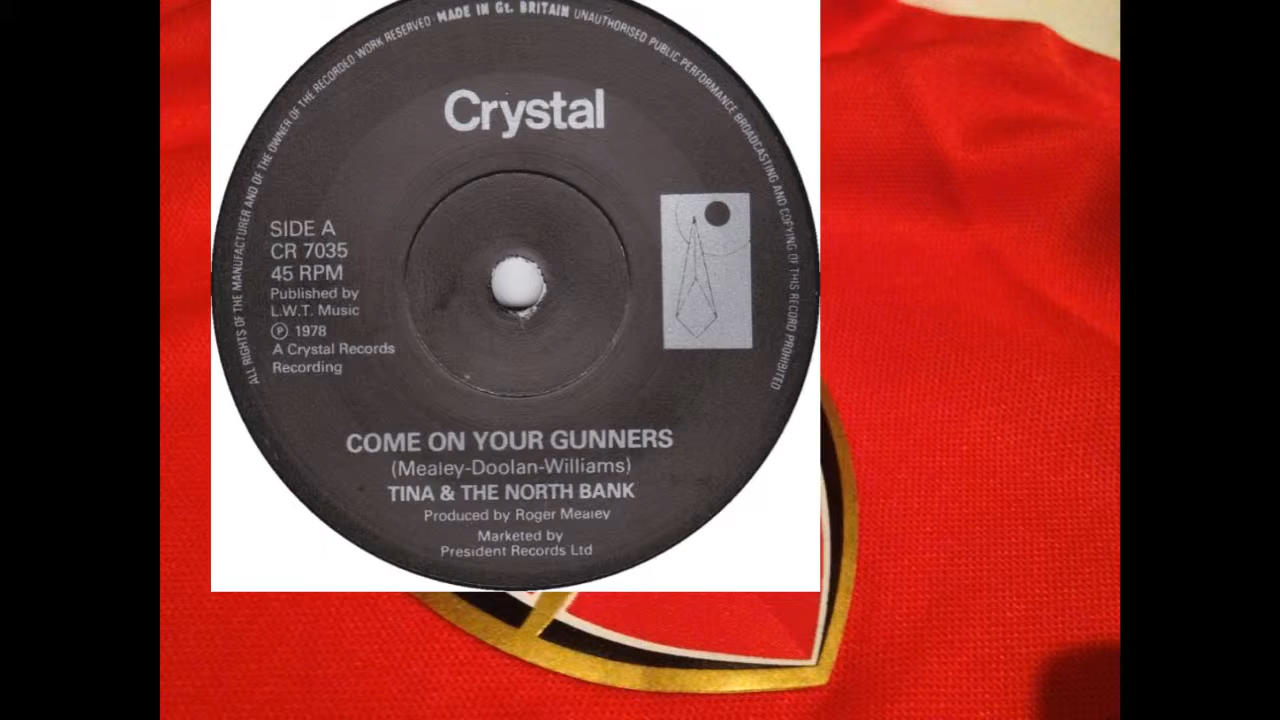 ALL RIGHTS OF THE MANUFACTURER AND OF THE OWNER OF THE RECORDED WORK RESERVED · MADE IN Gt. BRITAIN UNAUTHORISED PUBLIC PERFORMANCE BROADCASTING AND COPYING OF THIS RECORD PROHIBITED
Crystal
SIDE A
CR 7035
45 RPM
Published by
L.W.T. Music
Ⓟ 1978
A Crystal Records
Recording
COME ON YOUR GUNNERS
(Mealey-Doolan-Williams)
TINA & THE NORTH BANK
Produced by Roger Mealey
Marketed by
President Records Ltd